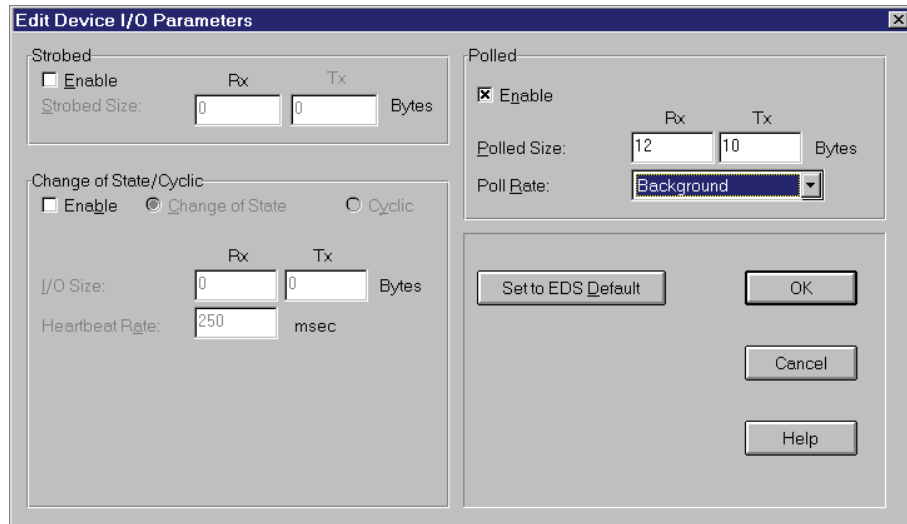 Edit Device I/O Parameters
Strobed
Enable
Rx
Tx
Strobed Size:
0
0
Bytes
Change of State/Cyclic
Enable
Change of State
Cyclic
Rx
Tx
I/O Size:
0
0
Bytes
Heartbeat Rate:
250
msec
Polled
Enable
Rx
Tx
Polled Size:
12
10
Bytes
Poll Rate:
Background
Set to EDS Default
OK
Cancel
Help